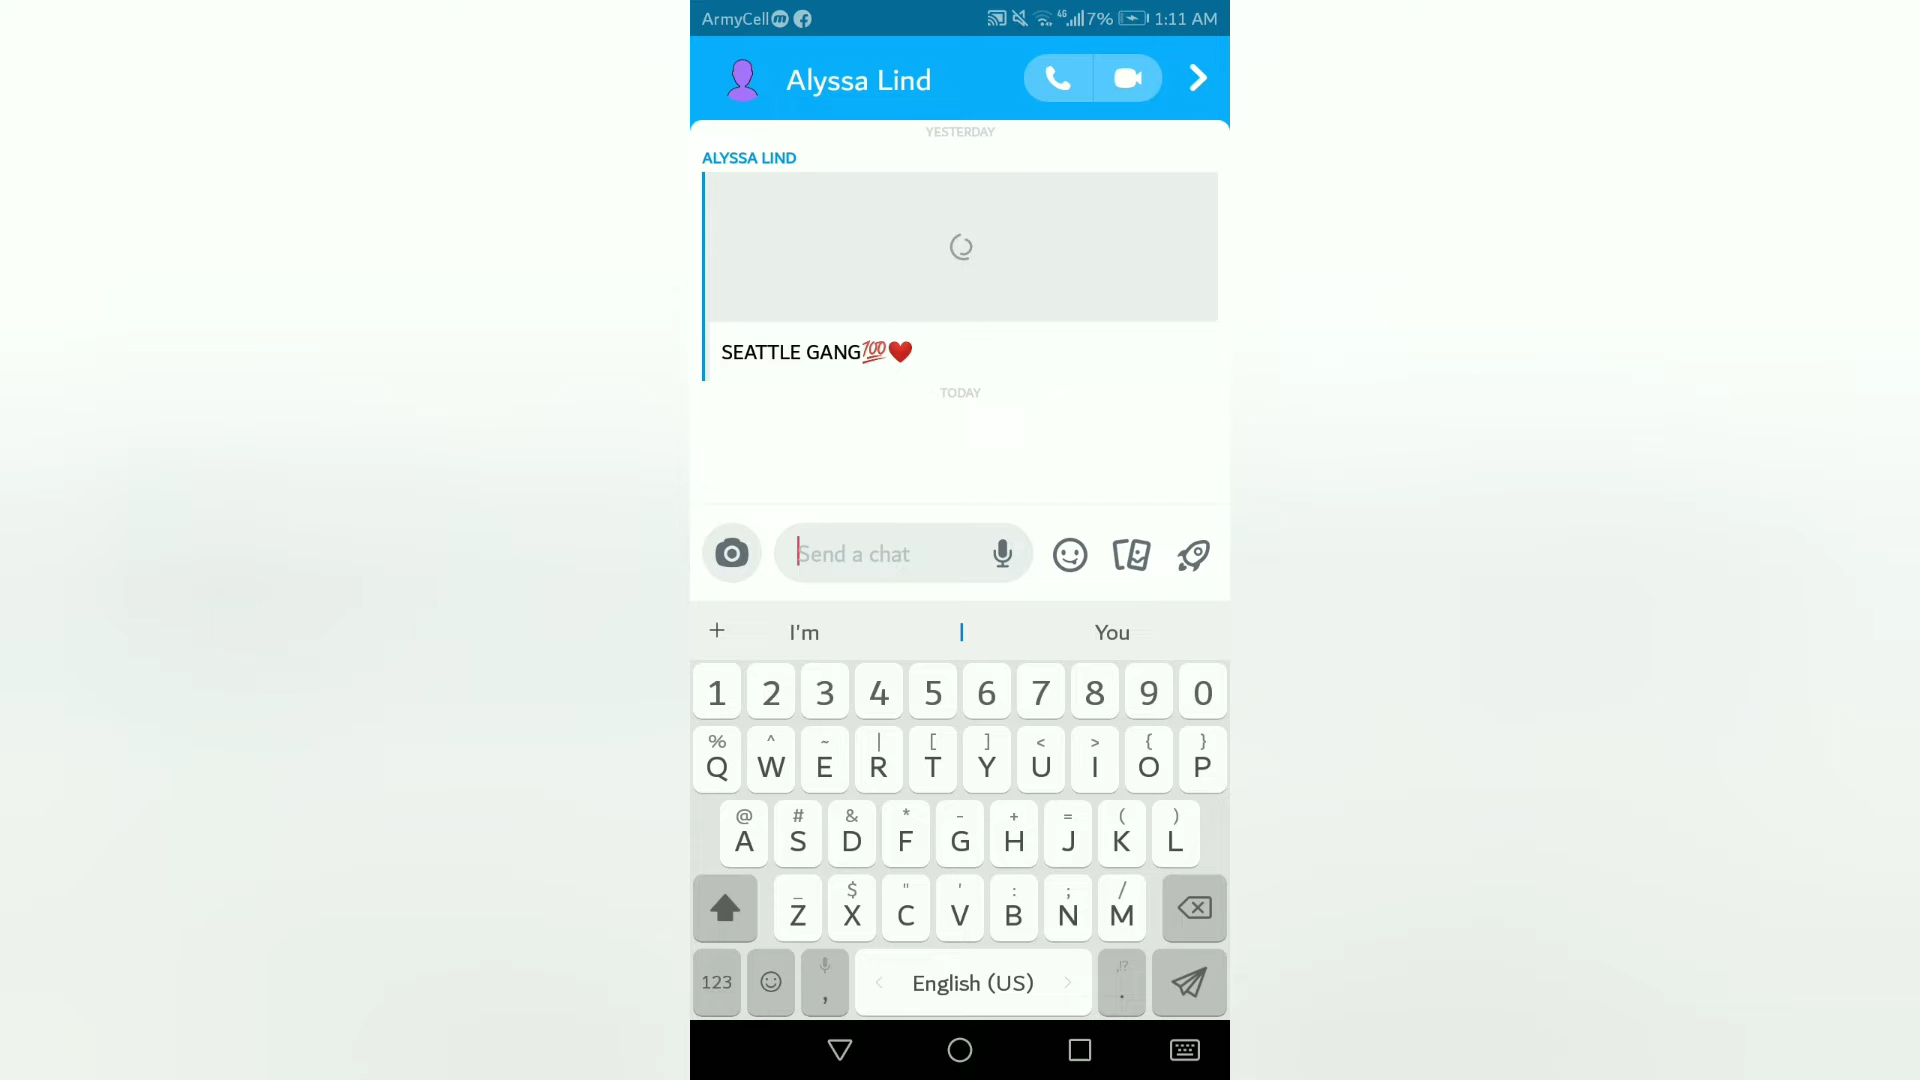 ArmyCell 4G 7% 1:11 AM
Alyssa Lind
YESTERDAY
ALYSSA LIND
SEATTLE GANG💯❤️
TODAY
Send a chat
+ I'm You
1 2 3 4 5 6 7 8 9 0
% ^ ~ | [ ] < > { }
Q W E R T Y U I O P
@ # & * - + = ( )
A S D F G H J K L
_ $ " ' : ; /
Z X C V B N M
,!?
123 , < English (US) > .